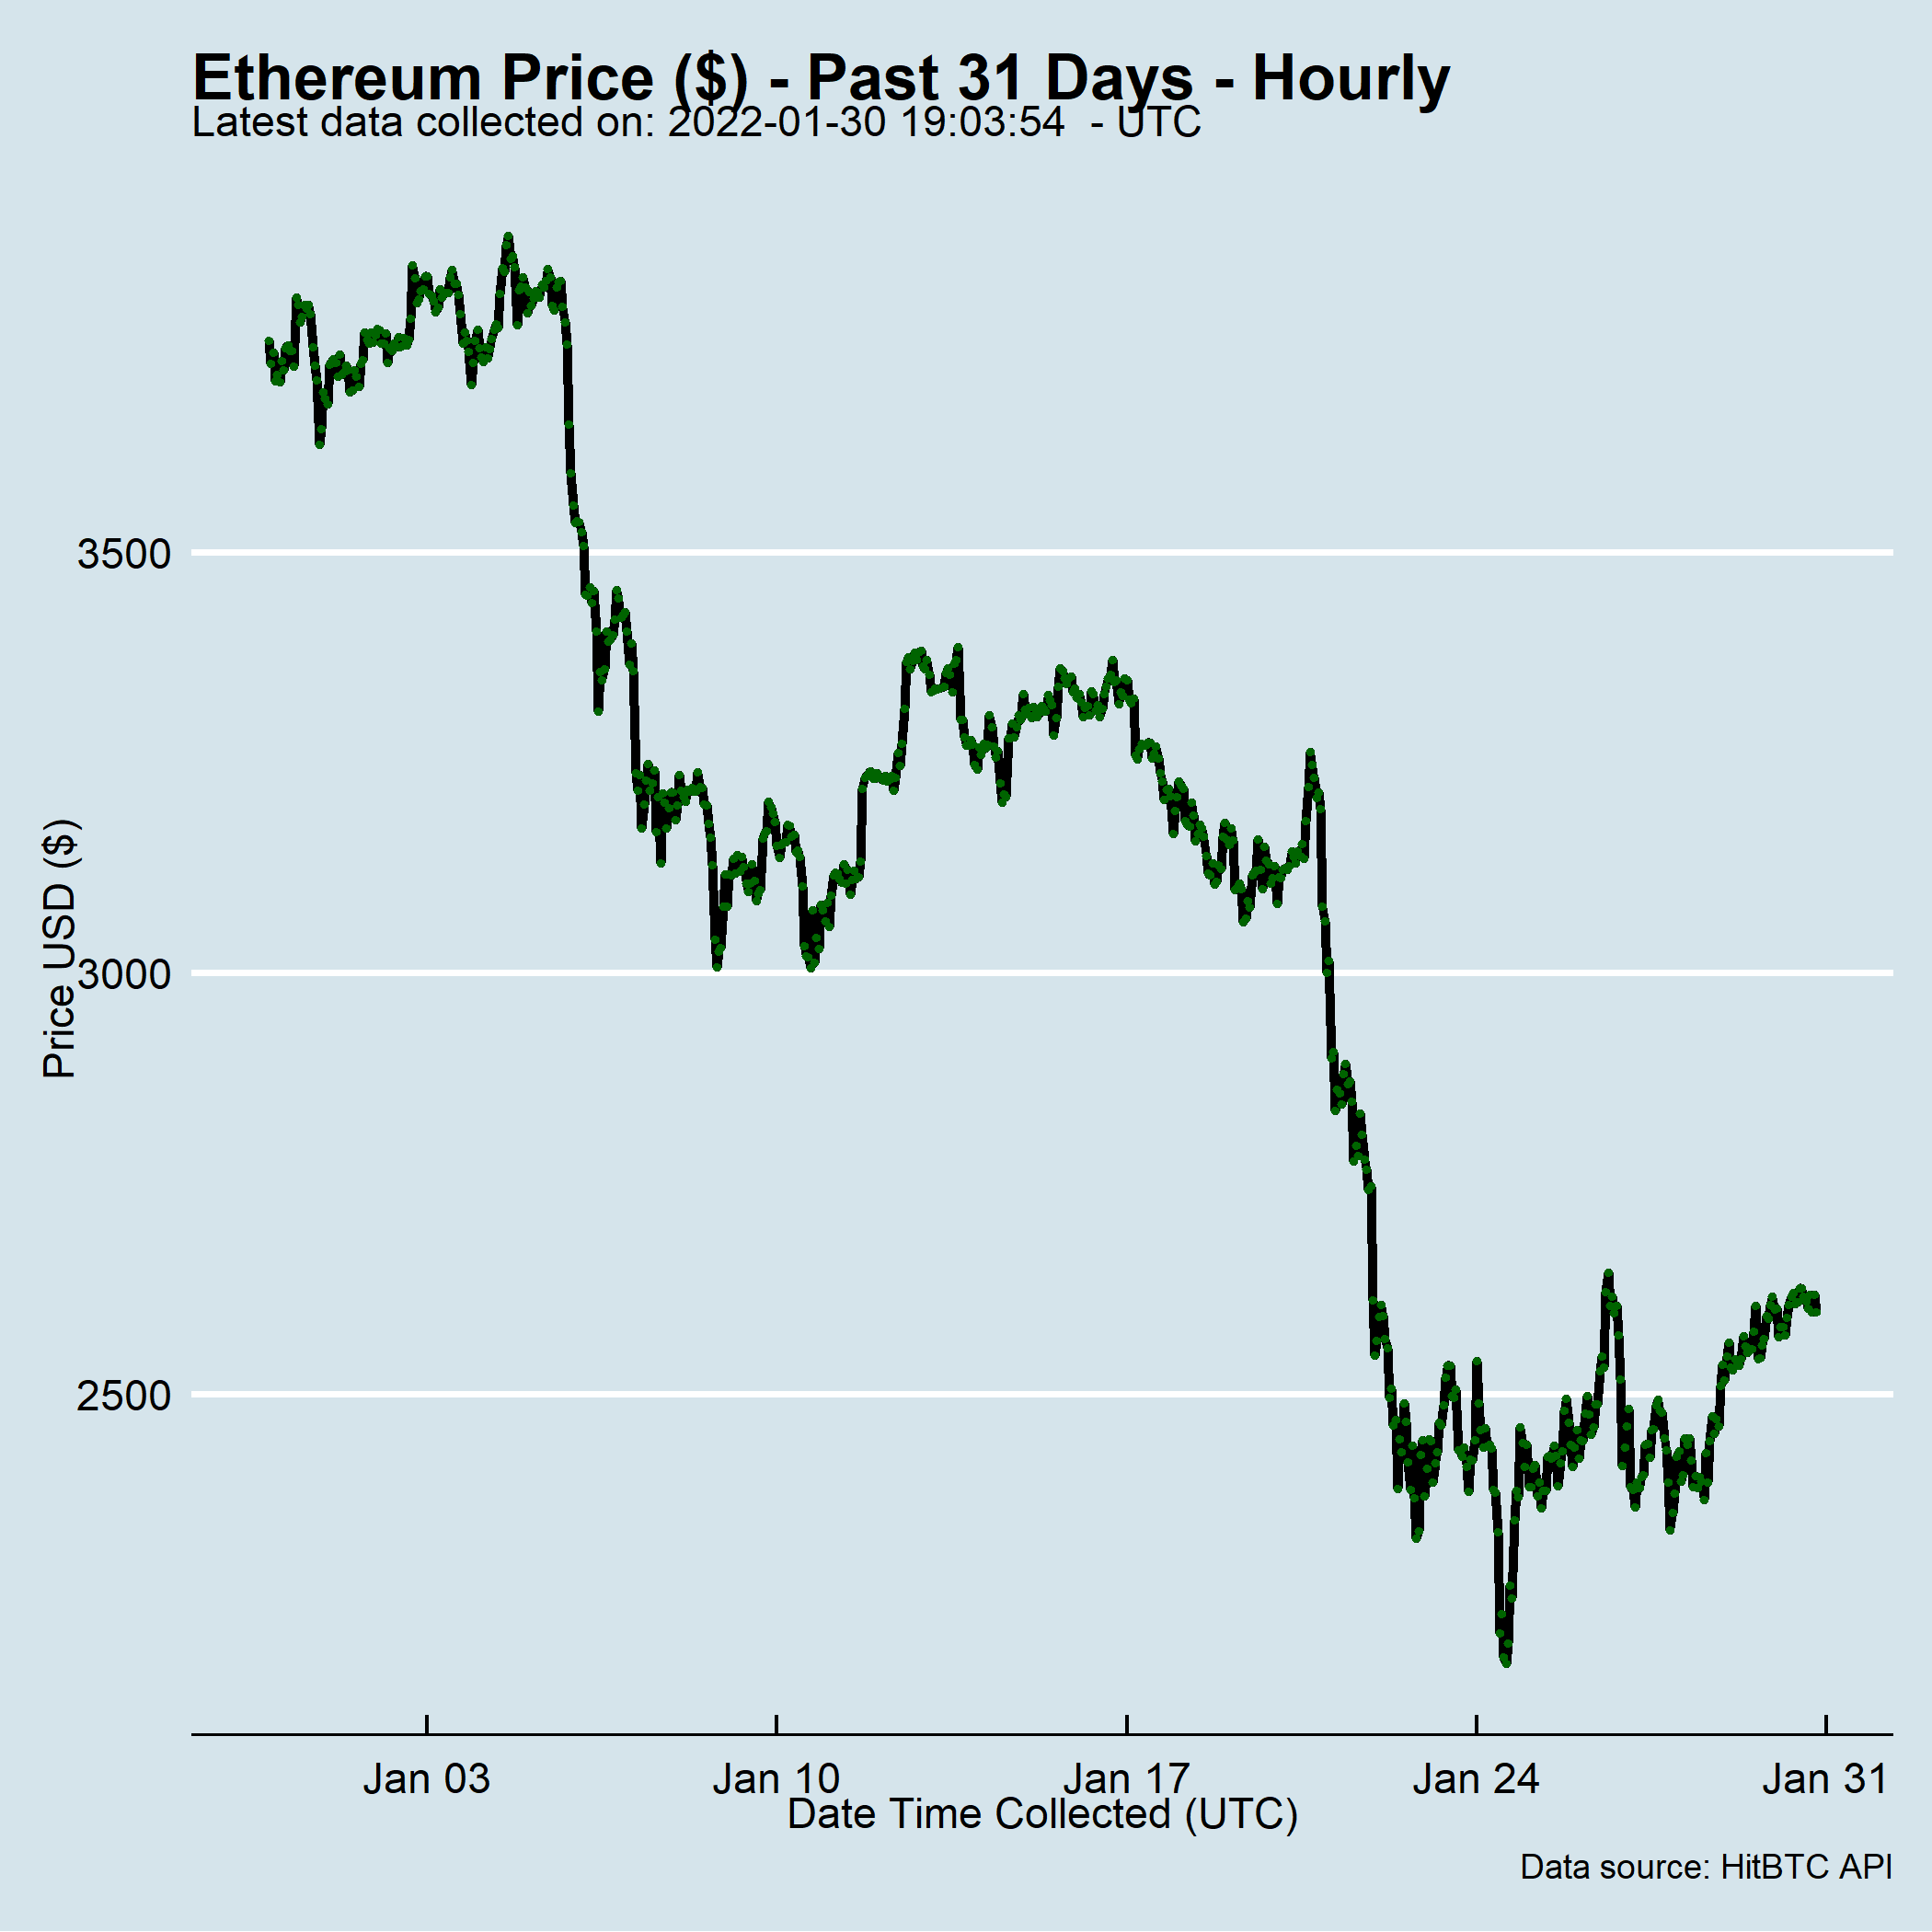 Ethereum Price ($) - Past 31 Days - Hourly
Latest data collected on: 2022-01-30 19:03:54  - UTC
Price USD ($)
3500
3000
2500
Jan 03 Jan 10 Jan 17 Jan 24 Jan 31
Date Time Collected (UTC)
Data source: HitBTC API